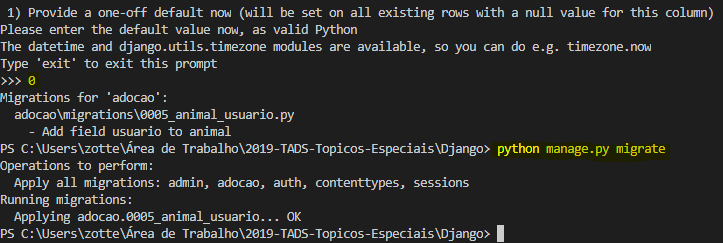 1) Provide a one-off default now (will be set on all existing rows with a null value for this column)
Please enter the default value now, as valid Python
The datetime and django.utils.timezone modules are available, so you can do e.g. timezone.now
Type 'exit' to exit this prompt
>>> 0
Migrations for 'adocao':
adocao\migrations\0005_animal_usuario.py
- Add field usuario to animal
PS C:\Users\zotte\Área de Trabalho\2019-TADS-Topicos-Especiais\Django> python manage.py migrate
Operations to perform:
Apply all migrations: admin, adocao, auth, contenttypes, sessions
Running migrations:
Applying adocao.0005_animal_usuario... OK
PS C:\Users\zotte\Área de Trabalho\2019-TADS-Topicos-Especiais\Django>